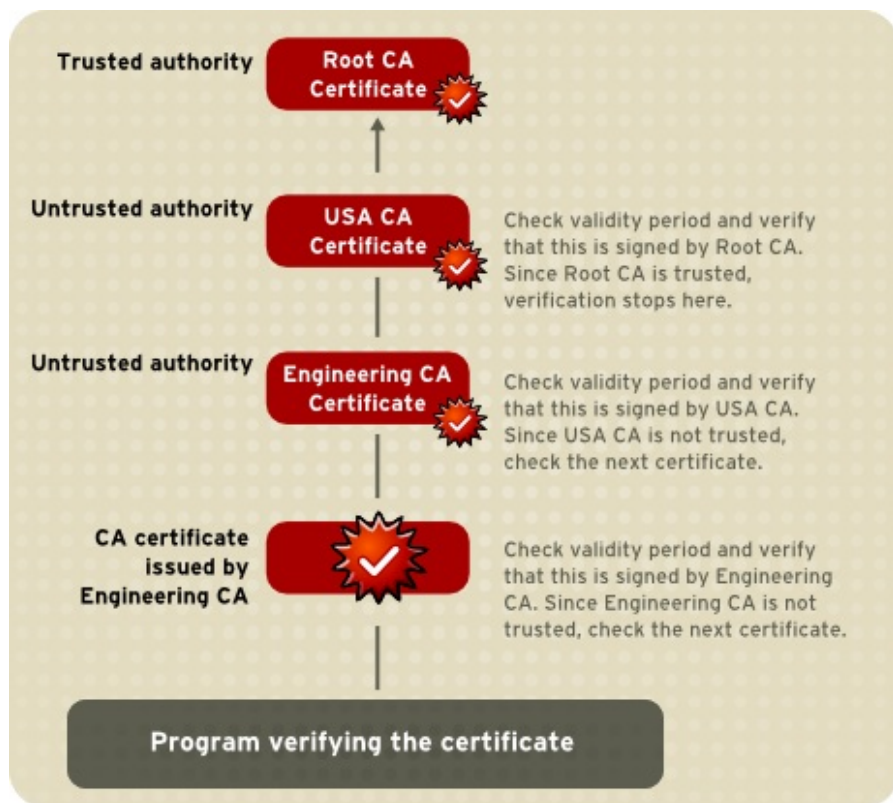 Trusted authority
Root CA
Certificate
Untrusted authority
USA CA
Certificate
Check validity period and verify
that this is signed by Root CA.
Since Root CA is trusted,
verification stops here.
Untrusted authority
Engineering CA
Certificate
Check validity period and verify
that this is signed by USA CA.
Since USA CA is not trusted,
check the next certificate.
CA certificate
issued by
Engineering CA
Check validity period and verify
that this is signed by Engineering
CA. Since Engineering CA is not
trusted, check the next certificate.
Program verifying the certificate